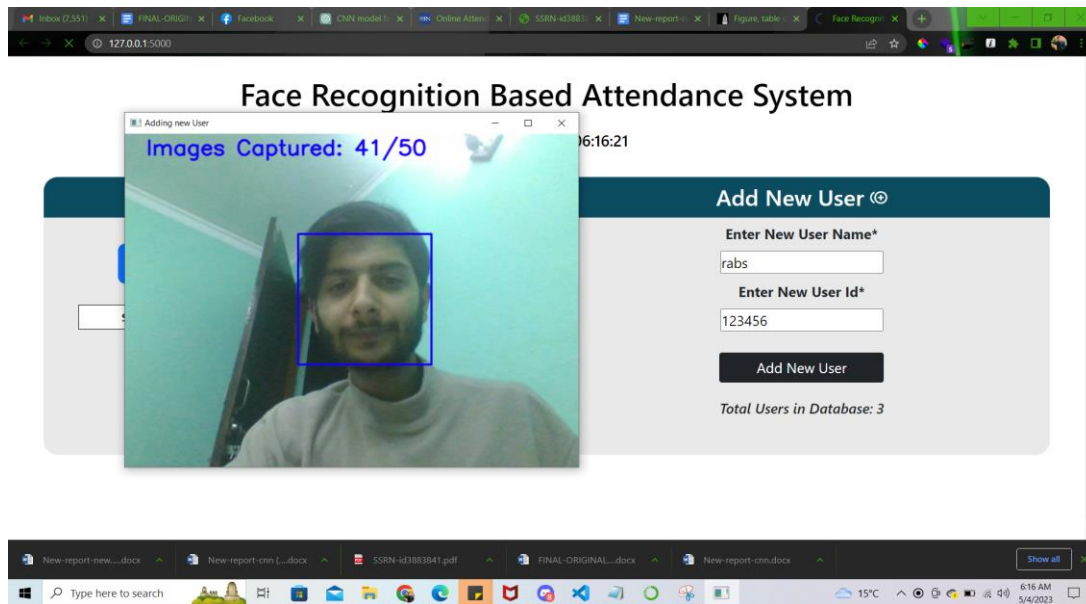 Inbox (7,551)
FINAL-ORIGIN
Facebook
CNN model f
Online Attend
SSRN-id3883
New-report-
Figure, table
Face Recogni
127.0.0.1:5000
Face Recognition Based Attendance System
06:16:21
Adding new User
Images Captured: 41/50
Add New User
Enter New User Name*
rabs
Enter New User Id*
123456
Add New User
Total Users in Database: 3
New-report-new....docx
New-report-cnn (....docx
SSRN-id3883841.pdf
FINAL-ORIGINAL....docx
New-report-cnn.docx
Show all
Type here to search
15°C
6:16 AM
5/4/2023